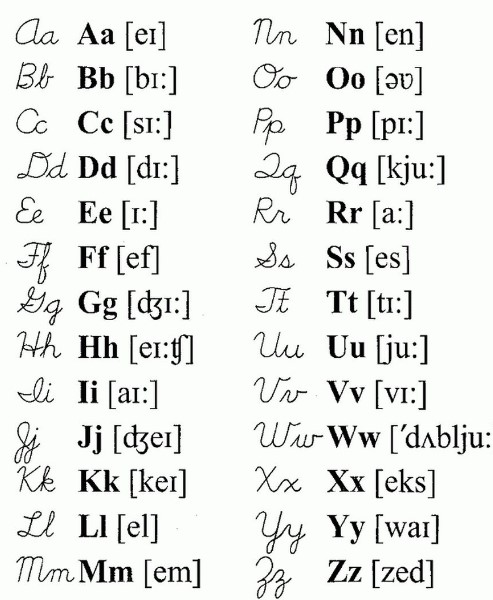 Aa Aa [eɪ]
Bb Bb [bɪ:]
Cc Cc [sɪ:]
Dd Dd [dɪ:]
Ee Ee [ɪ:]
Ff Ff [ef]
Gg Gg [ʤɪ:]
Hh Hh [eɪ:ʧ]
Ii Ii [aɪ:]
Jj Jj [ʤeɪ]
Kk Kk [keɪ]
Ll Ll [el]
Mm Mm [em]
Nn Nn [en]
Oo Oo [əʊ]
Pp Pp [pɪ:]
Qq Qq [kju:]
Rr Rr [a:]
Ss Ss [es]
Tt Tt [tɪ:]
Uu Uu [ju:]
Vv Vv [vɪ:]
Ww Ww [ʹdʌblju:
Xx Xx [eks]
Yy Yy [waɪ]
Zz Zz [zed]